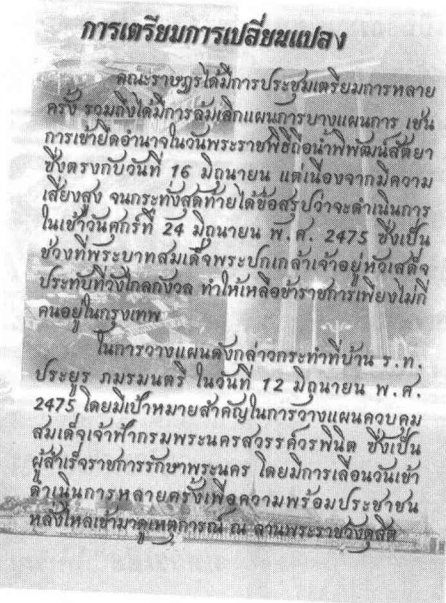 การเตรียมการเปลี่ยนแปลง
คณะราษฎรได้มีการประชุมเตรียมการหลาย
ครั้ง รวมถึงได้มีการล้มเลิกแผนการบางแผนการ เช่น
การเข้ายึดอำนาจในวันพระราชพิธีถือน้ำพิพัฒน์สัตยา
ซึ่งตรงกับวันที่ 16 มิถุนายน แต่เนื่องจากมีความ
เสี่ยงสูง จนกระทั่งสุดท้ายได้ข้อสรุปว่าจะดำเนินการ
ในเช้าวันศุกร์ที่ 24 มิถุนายน พ.ศ. 2475 ซึ่งเป็น
ช่วงที่พระบาทสมเด็จพระปกเกล้าเจ้าอยู่หัวเสด็จ
ประทับที่วังไกลกังวล ทำให้เหลือข้าราชการเพียงไม่กี่
คนอยู่ในกรุงเทพ
ในการวางแผนดังกล่าวกระทำที่บ้าน ร.ท.
ประยูร ภมรมนตรี ในวันที่ 12 มิถุนายน พ.ศ.
2475 โดยมีเป้าหมายสำคัญในการวางแผนควบคุม
สมเด็จเจ้าฟ้ากรมพระนครสวรรค์วรพินิต ซึ่งเป็น
ผู้สำเร็จราชการรักษาพระนคร โดยมีการเลื่อนวันเข้า
ดำเนินการหลายครั้งเพื่อความพร้อมประชาชน
หลั่งไหลเข้ามาดูเหตุการณ์ ณ ลานพระราชวังดุสิต